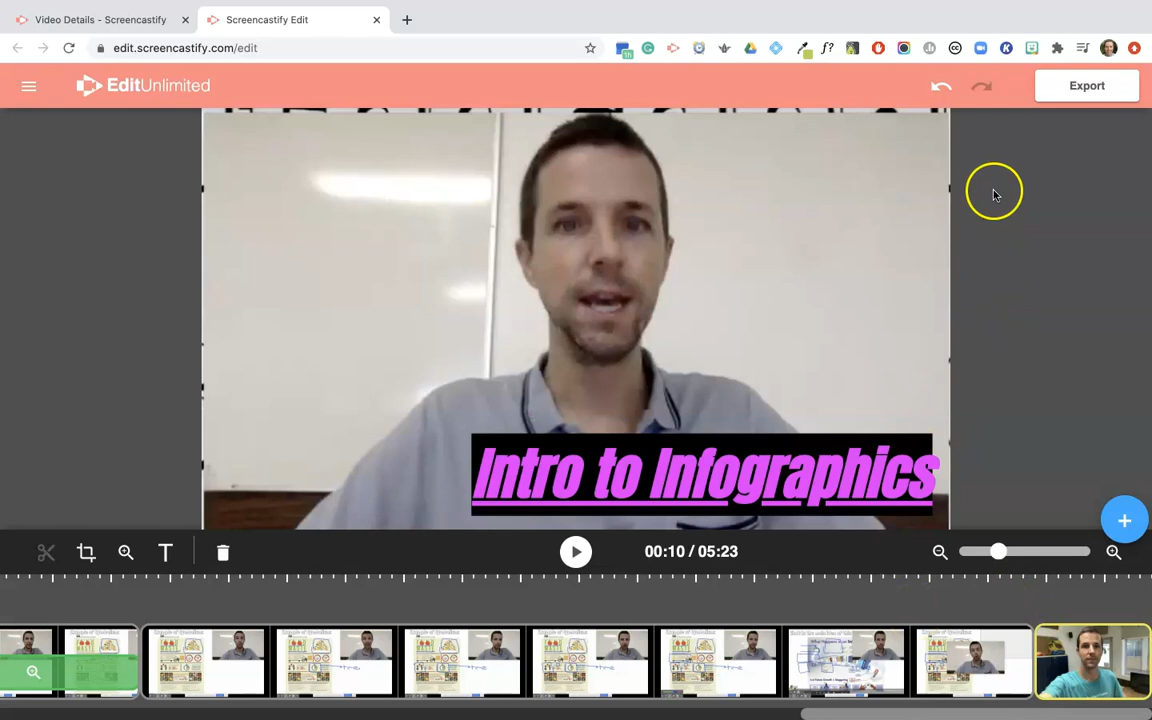 Video Details - Screencastify
Screencastify Edit
edit.screencastify.com/edit
EditUnlimited
Export
Intro to Infographics
T
00:10 / 05:23